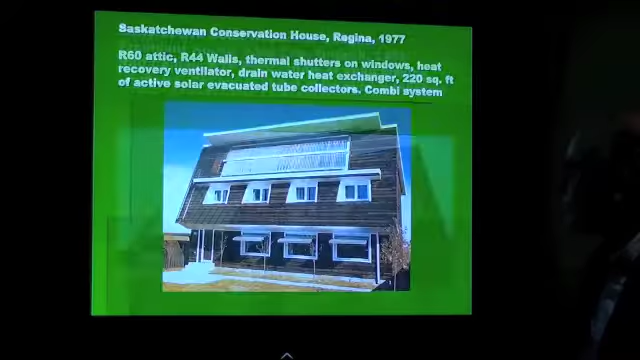 Saskatchewan Conservation House, Regina, 1977
R60 attic, R44 Walls, thermal shutters on windows, heat
recovery ventilator, drain water heat exchanger, 220 sq. ft
of active solar evacuated tube collectors. Combi system